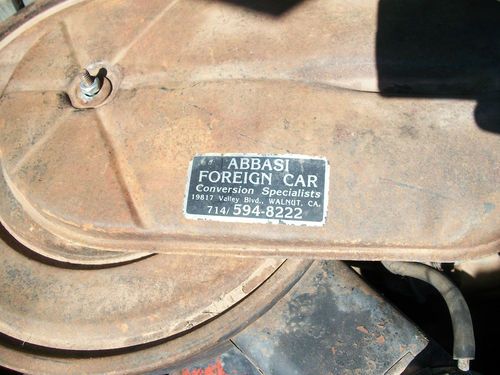 ABBASI
FOREIGN CAR
Conversion Specialists
19817 Valley Blvd., WALNUT, CA.
714/ 594-8222